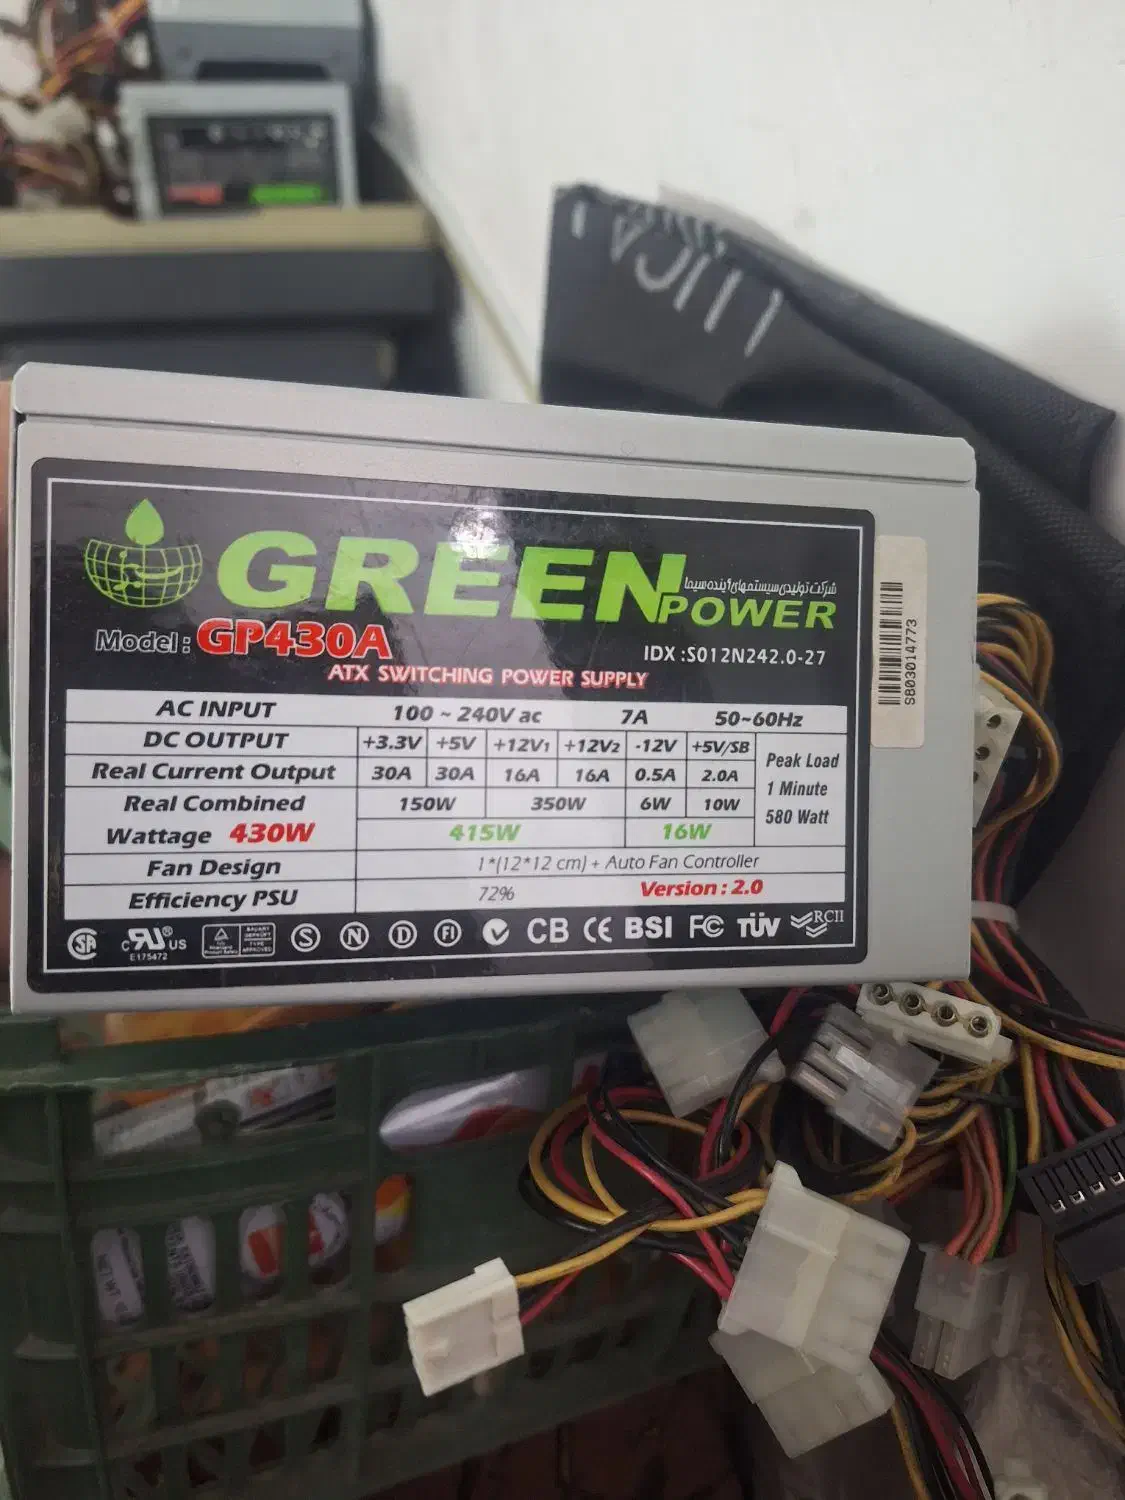 GREEN
شرکت تولیدی سیستمهای آینده سیما
POWER
Model: GP430A
IDX :S012N242.0-27
ATX SWITCHING POWER SUPPLY
AC INPUT 100 ~ 240V ac 7A 50~60Hz
DC OUTPUT +3.3V +5V +12V1 +12V2 -12V +5V/SB
Real Current Output 30A 30A 16A 16A 0.5A 2.0A
Peak Load
1 Minute
580 Watt
Real Combined 150W 350W 6W 10W
Wattage 430W 415W 16W
Fan Design 1*(12*12 cm) + Auto Fan Controller
Efficiency PSU 72% Version : 2.0
SA C RU ® US S N D FI CB CE BSI FC TÜV RCII
E175472
S803014773